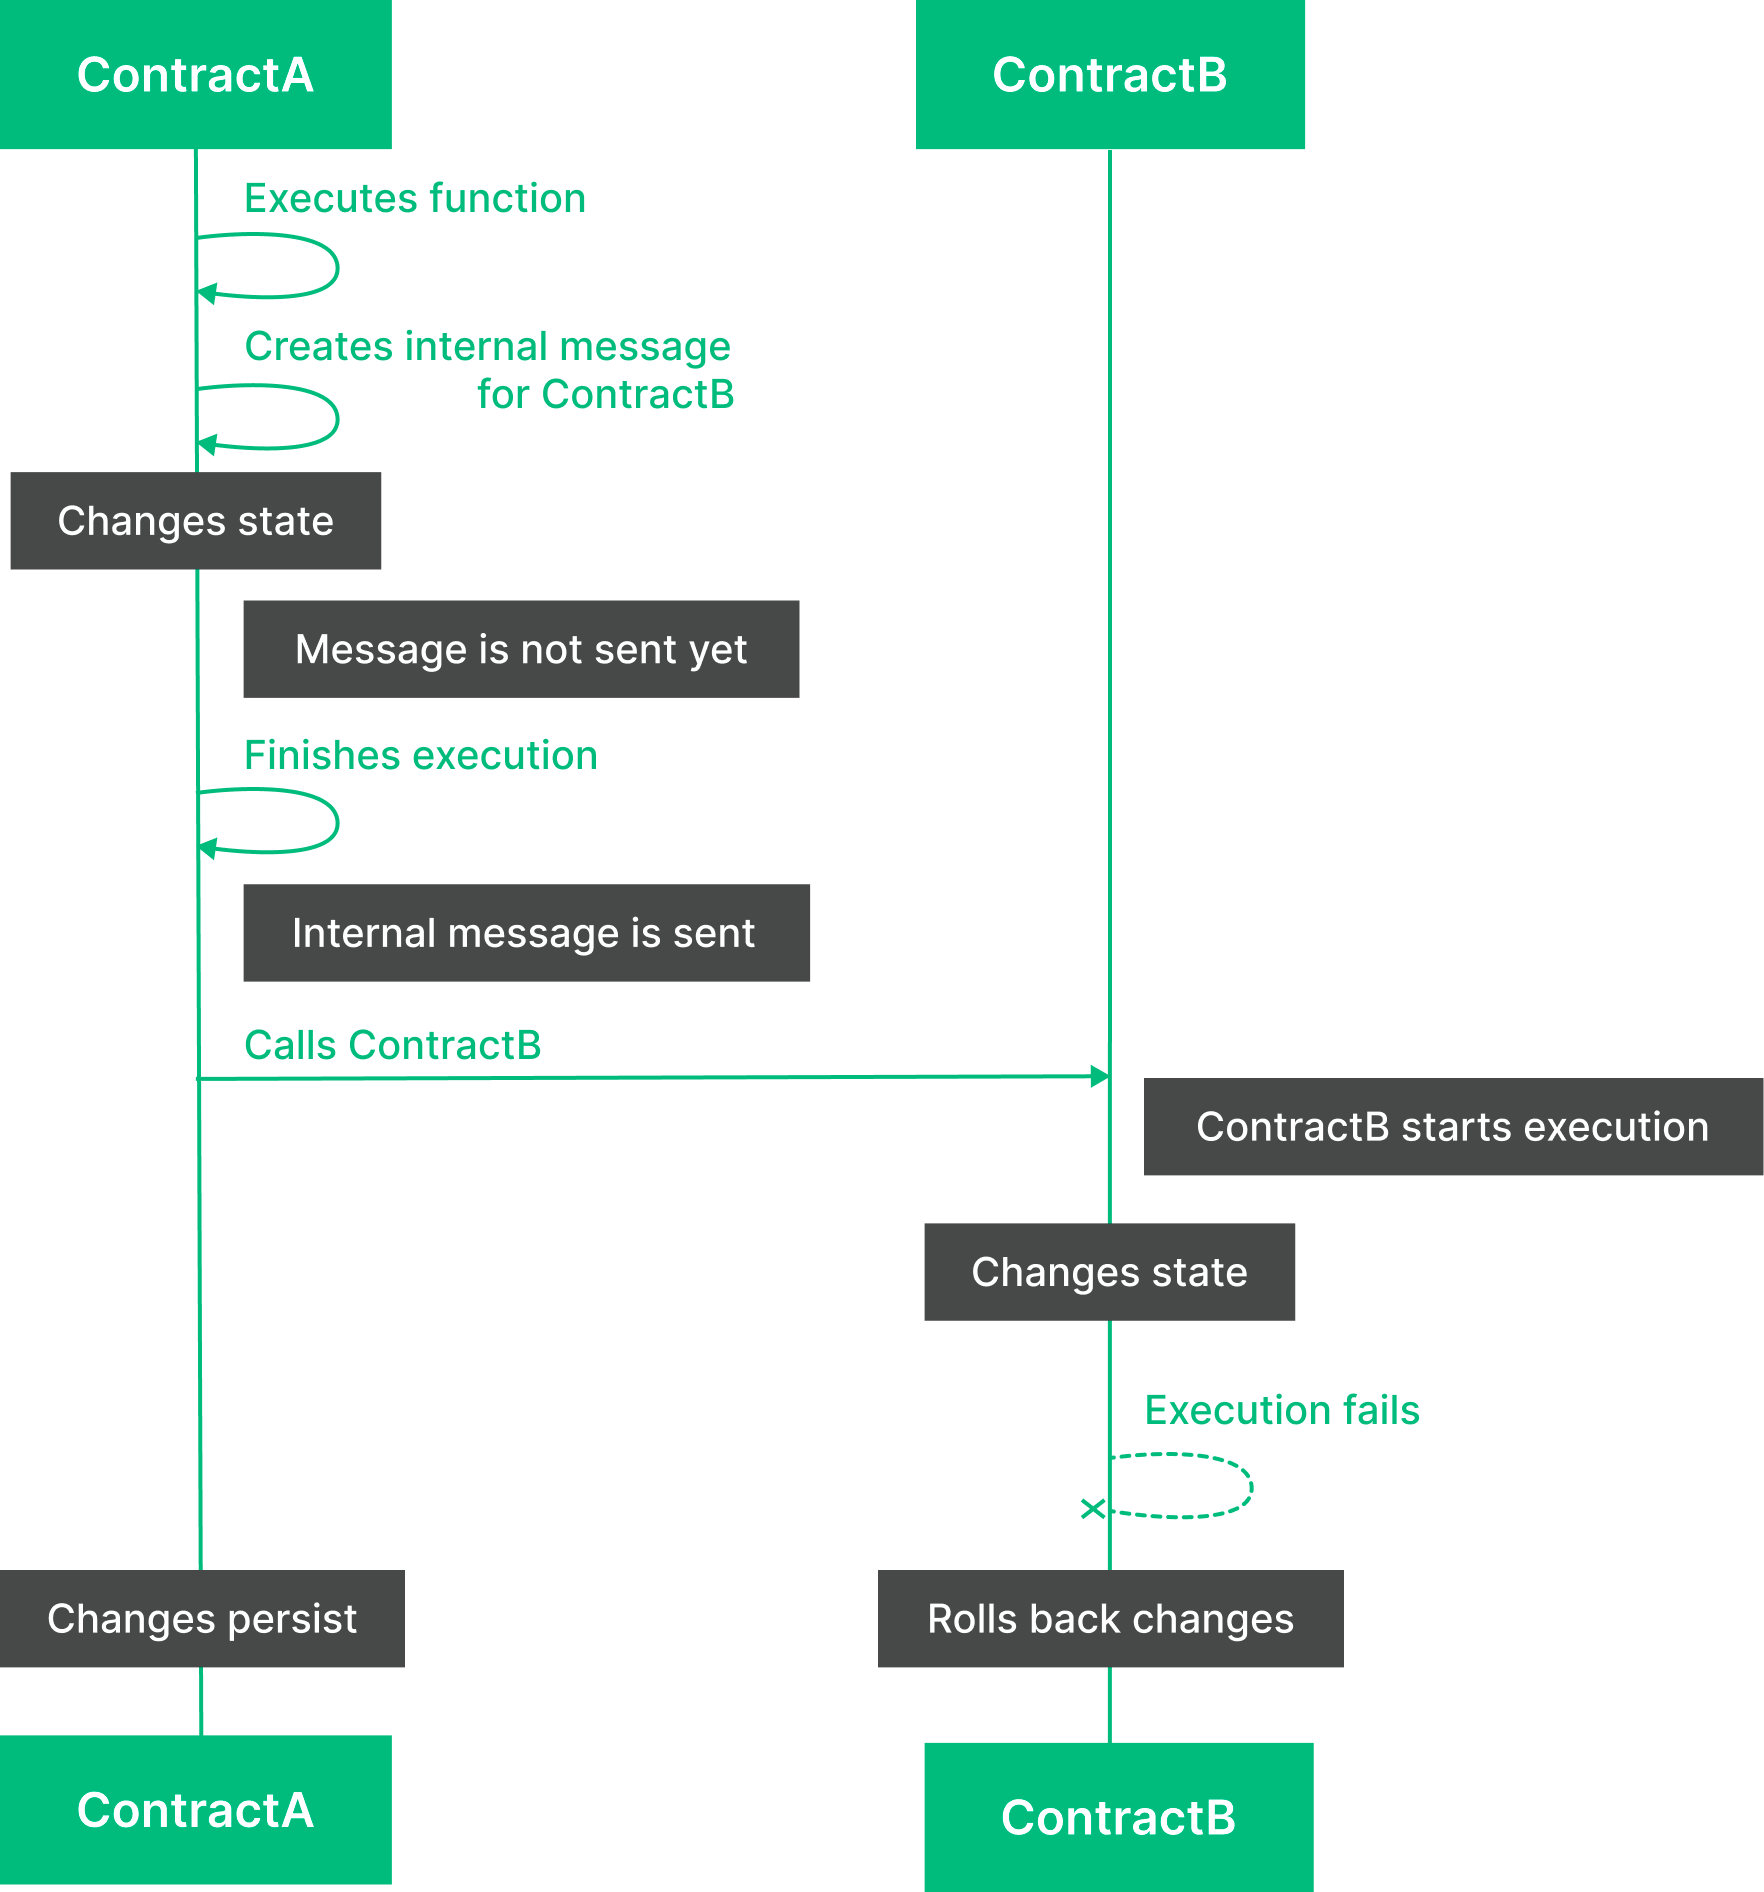 ContractA
ContractB
Executes function
Creates internal message
for ContractB
Changes state
Message is not sent yet
Finishes execution
Internal message is sent
Calls ContractB
ContractB starts execution
Changes state
Execution fails
Changes persist
Rolls back changes
ContractA
ContractB